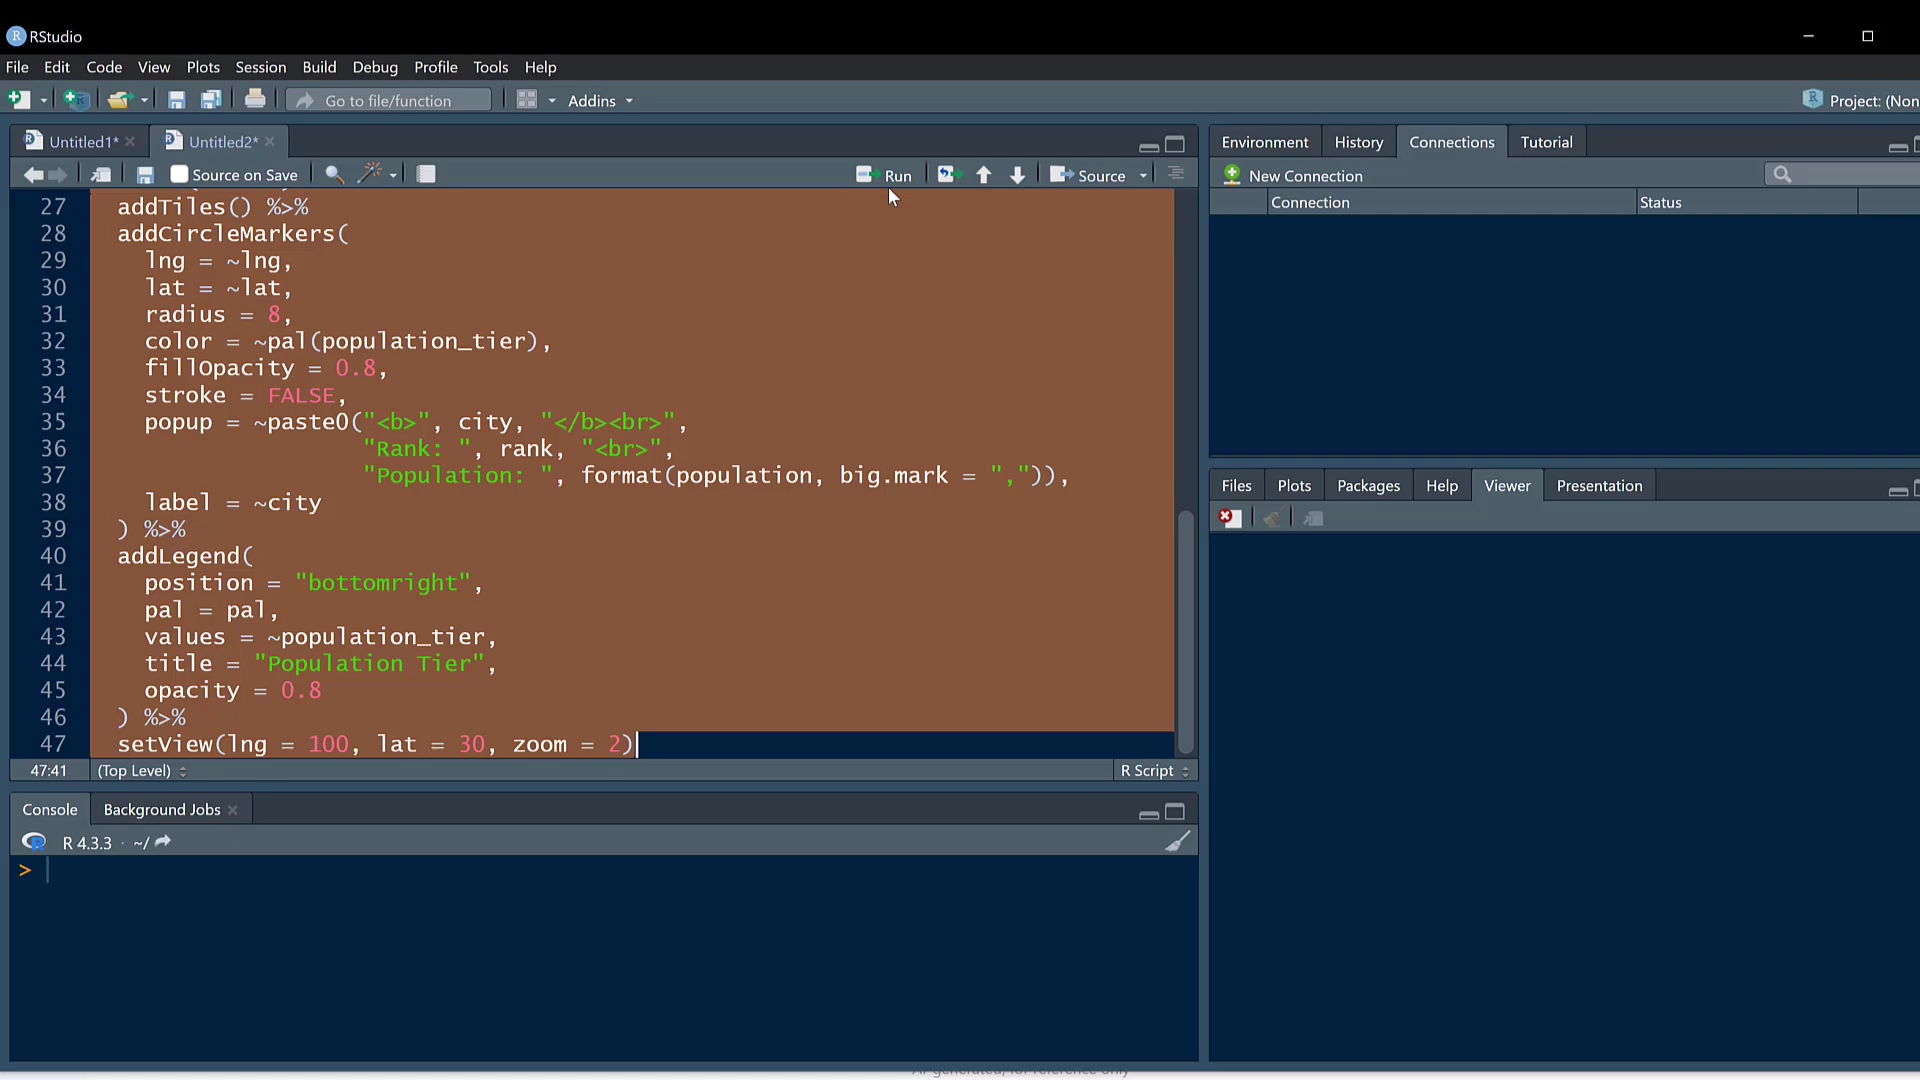 RStudio
File Edit Code View Plots Session Build Debug Profile Tools Help
Go to file/function Addins Project: (Non
Untitled1* Untitled2*
Source on Save Run Source
27 addTiles() %>%
28 addCircleMarkers(
29 lng = ~lng,
30 lat = ~lat,
31 radius = 8,
32 color = ~pal(population_tier),
33 fillOpacity = 0.8,
34 stroke = FALSE,
35 popup = ~paste0("<b>", city, "</b><br>",
36 "Rank: ", rank, "<br>",
37 "Population: ", format(population, big.mark = ",")),
38 label = ~city
39 ) %>%
40 addLegend(
41 position = "bottomright",
42 pal = pal,
43 values = ~population_tier,
44 title = "Population Tier",
45 opacity = 0.8
46 ) %>%
47 setView(lng = 100, lat = 30, zoom = 2)
47:41 (Top Level) R Script
Console Background Jobs
R 4.3.3 · ~/
>
Environment History Connections Tutorial
New Connection
Connection Status
Files Plots Packages Help Viewer Presentation
AI-generated, for reference only